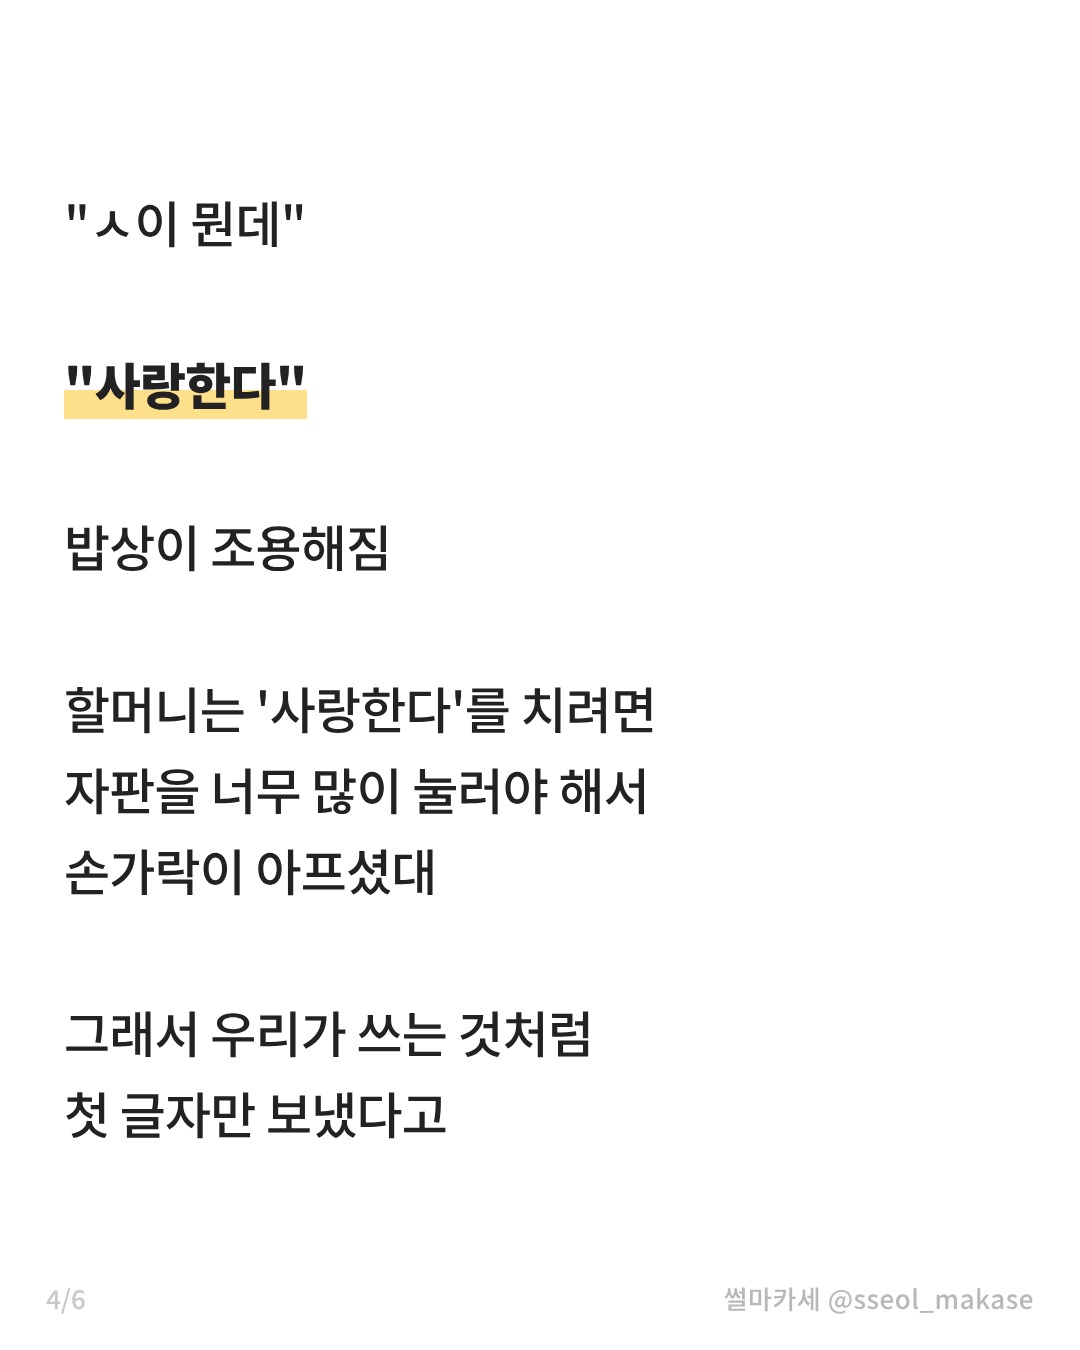 "ㅅ이 뭔데"
"사랑한다"
밥상이 조용해짐
할머니는 '사랑한다'를 치려면
자판을 너무 많이 눌러야 해서
손가락이 아프셨대
그래서 우리가 쓰는 것처럼
첫 글자만 보냈다고
4/6
썰마카세 @sseol_makase